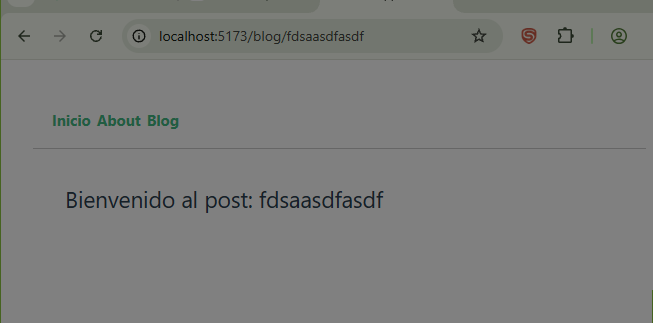 localhost:5173/blog/fdsaasdfasdf
Inicio About Blog
Bienvenido al post: fdsaasdfasdf